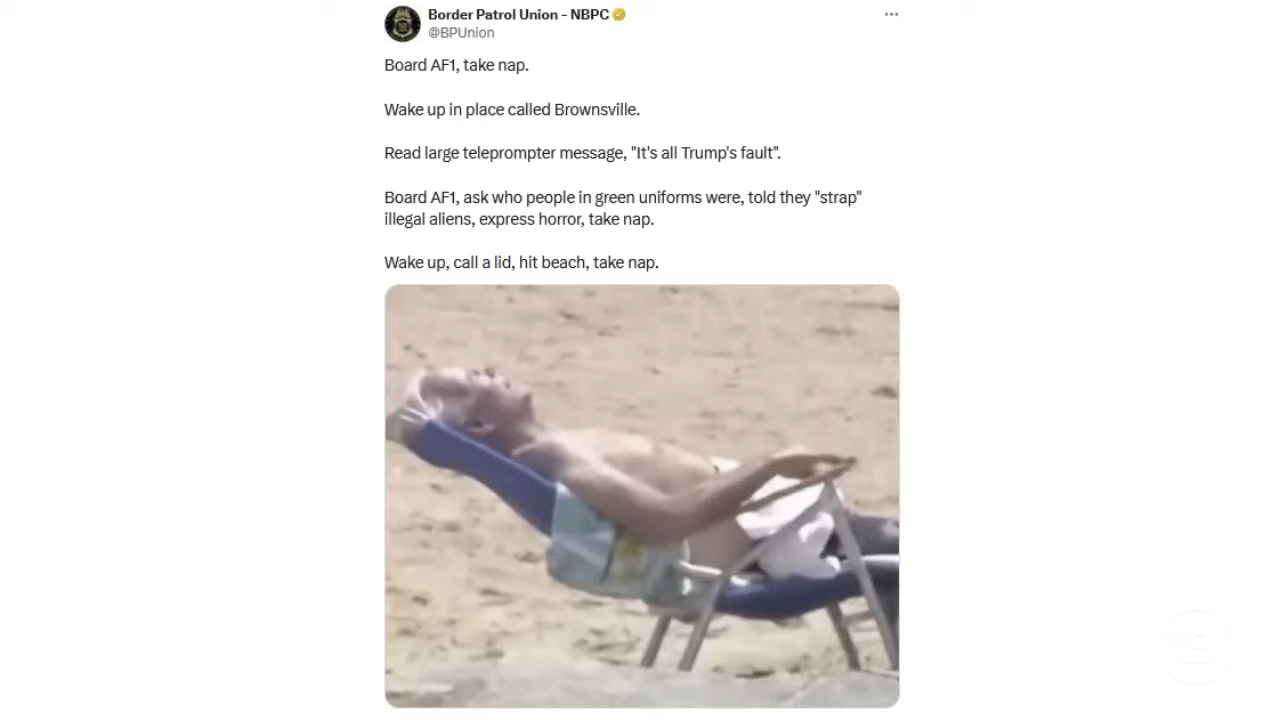 Border Patrol Union - NBPC
@BPUnion
Board AF1, take nap.
Wake up in place called Brownsville.
Read large teleprompter message, "It's all Trump's fault".
Board AF1, ask who people in green uniforms were, told they "strap"
illegal aliens, express horror, take nap.
Wake up, call a lid, hit beach, take nap.